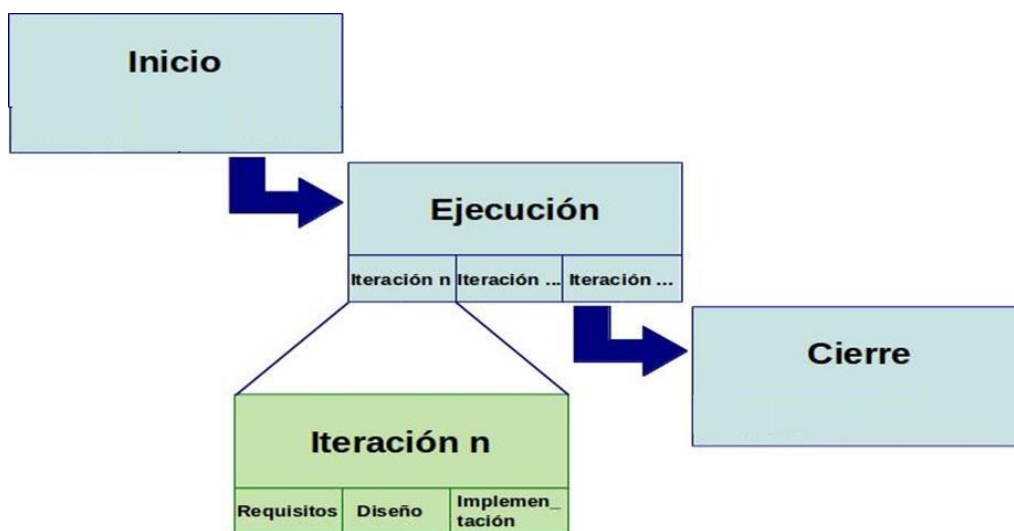 Inicio
Ejecución
Iteración n Iteración ... Iteración ...
Cierre
Iteración n
Requisitos Diseño Implemen_
tación